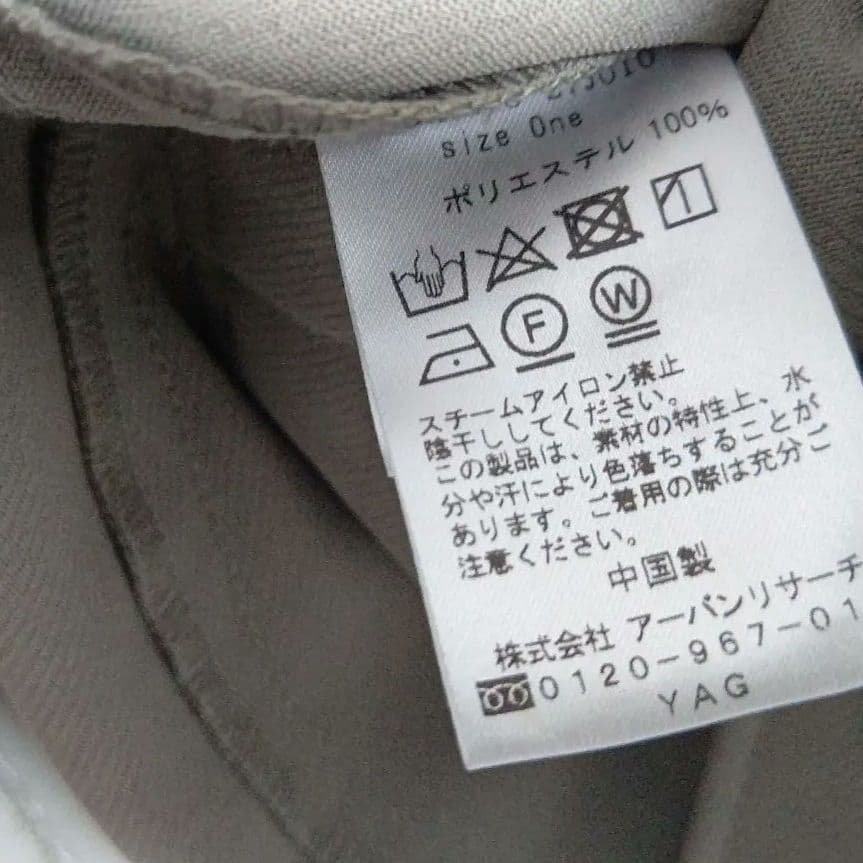 size One
ポリエステル 100%
F W
スチームアイロン禁止
陰干ししてください。
この製品は、素材の特性上、水
分や汗により色落ちすることが
あります。ご着用の際は充分ご
注意ください。
中国製
株式会社 アーバンリサーチ
0120-967-01
YAG